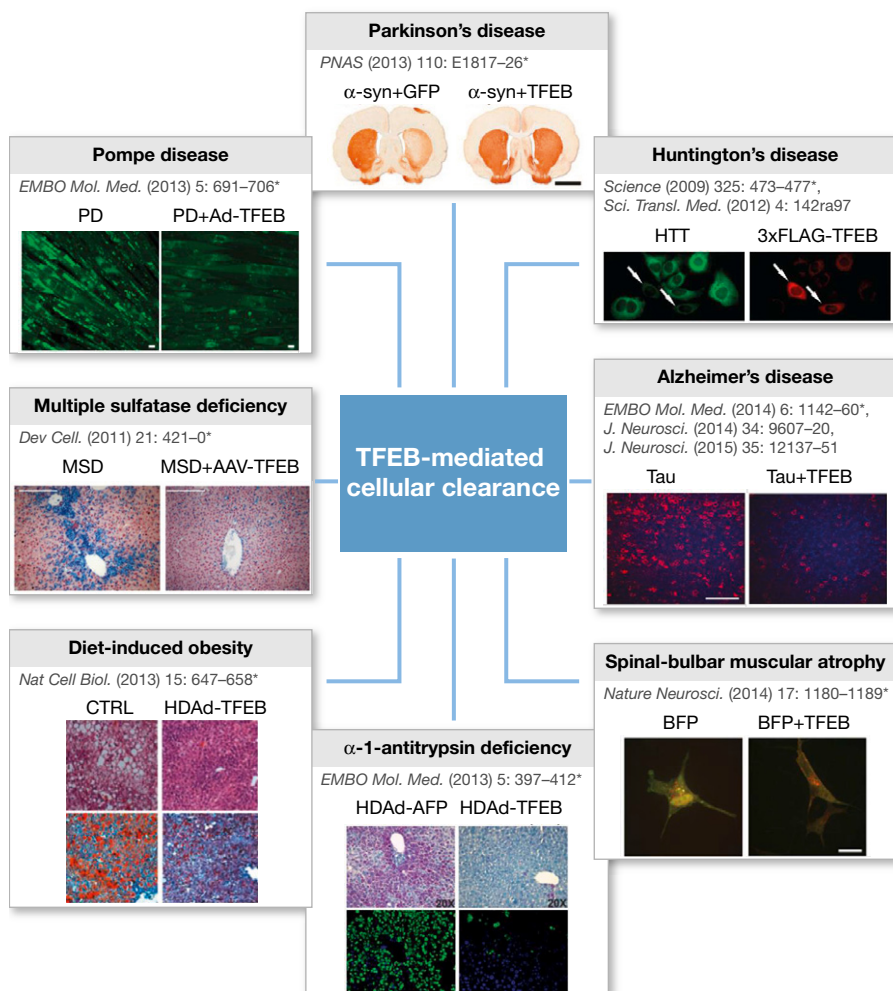 Parkinson's disease
PNAS (2013) 110: E1817–26*
α-syn+GFP α-syn+TFEB
Pompe disease
EMBO Mol. Med. (2013) 5: 691–706*
PD PD+Ad-TFEB
Huntington's disease
Science (2009) 325: 473–477*,
Sci. Transl. Med. (2012) 4: 142ra97
HTT 3xFLAG-TFEB
Multiple sulfatase deficiency
Dev Cell. (2011) 21: 421–0*
MSD MSD+AAV-TFEB
TFEB-mediated
cellular clearance
Alzheimer's disease
EMBO Mol. Med. (2014) 6: 1142–60*,
J. Neurosci. (2014) 34: 9607–20,
J. Neurosci. (2015) 35: 12137–51
Tau Tau+TFEB
Diet-induced obesity
Nat Cell Biol. (2013) 15: 647–658*
CTRL HDAd-TFEB
α-1-antitrypsin deficiency
EMBO Mol. Med. (2013) 5: 397–412*
HDAd-AFP HDAd-TFEB
20X 20X
Spinal-bulbar muscular atrophy
Nature Neurosci. (2014) 17: 1180–1189*
BFP BFP+TFEB